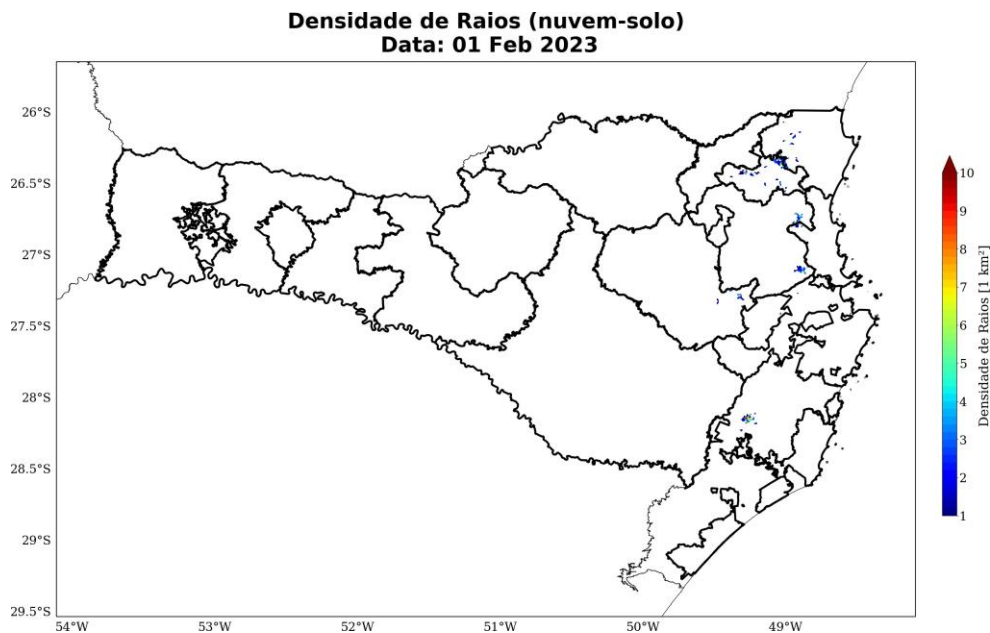 Densidade de Raios (nuvem-solo)
Data: 01 Feb 2023
26°S
26.5°S
27°S
27.5°S
28°S
28.5°S
29°S
29.5°S
54°W
53°W
52°W
51°W
50°W
49°W
10
9
8
7
6
5
4
3
2
1
Densidade de Raios [1 km²]